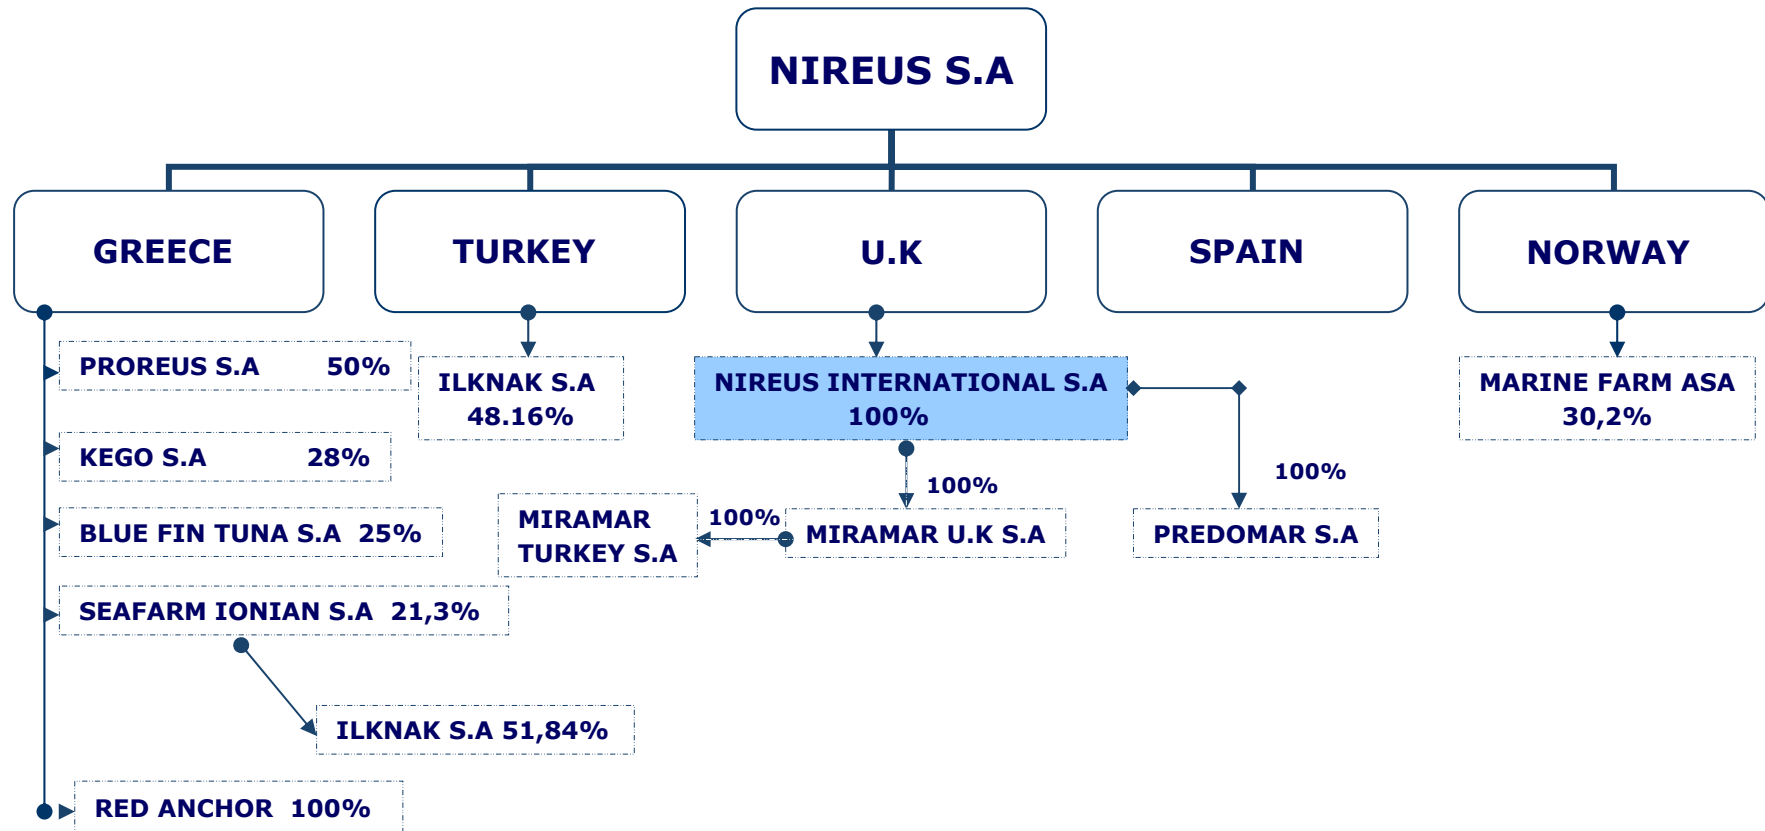 NIREUS S.A
GREECE
TURKEY
U.K
SPAIN
NORWAY
PROREUS S.A 50%
KEGO S.A 28%
BLUE FIN TUNA S.A 25%
SEAFARM IONIAN S.A 21,3%
ILKNAK S.A 51,84%
RED ANCHOR 100%
ILKNAK S.A
48.16%
NIREUS INTERNATIONAL S.A
100%
100%
MIRAMAR U.K S.A
100%
MIRAMAR
TURKEY S.A
100%
PREDOMAR S.A
MARINE FARM ASA
30,2%